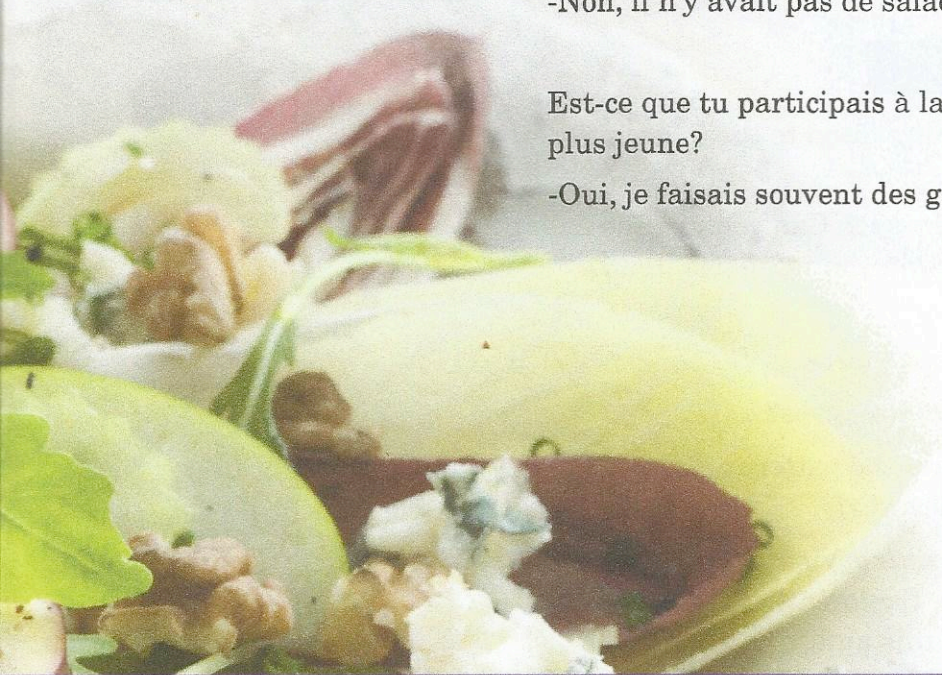 -Non, il n'y avait pas de
Est-ce que tu participais à la
plus jeune?
-Oui, je faisais souvent des